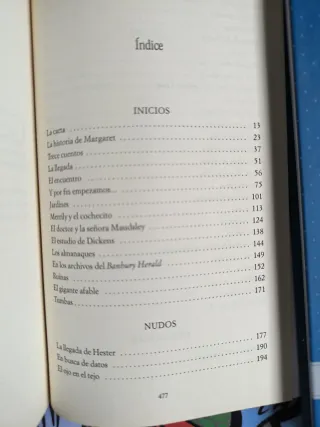 Índice
INICIOS
La carta 13
La historia de Margaret 23
Trece cuentos 37
La llegada 51
El encuentro 56
Y por fin empezamos... 75
Jardines 101
Merrily y el cochecito 113
El doctor y la señora Maudsley 124
El estudio de Dickens 138
Los almanaques 144
En los archivos del Banbury Herald 149
Ruinas 152
El gigante afable 162
Tumbas 171
NUDOS
La llegada de Hester 177
En busca de datos 190
El ojo en el tejo 194
477